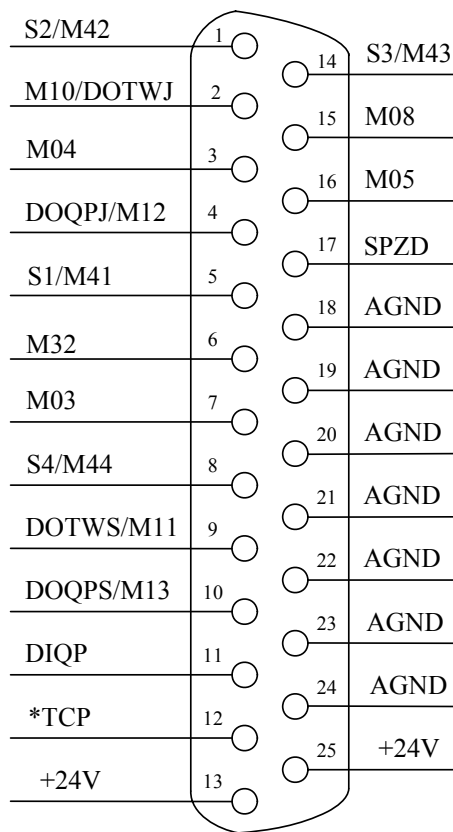 S2/M42 1
14 S3/M43
M10/DOTWJ 2
15 M08
M04 3
16 M05
DOQPJ/M12 4
17 SPZD
S1/M41 5
18 AGND
M32 6
19 AGND
M03 7
20 AGND
S4/M44 8
21 AGND
DOTWS/M11 9
22 AGND
DOQPS/M13 10
23 AGND
DIQP 11
24 AGND
*TCP 12
25 +24V
+24V 13